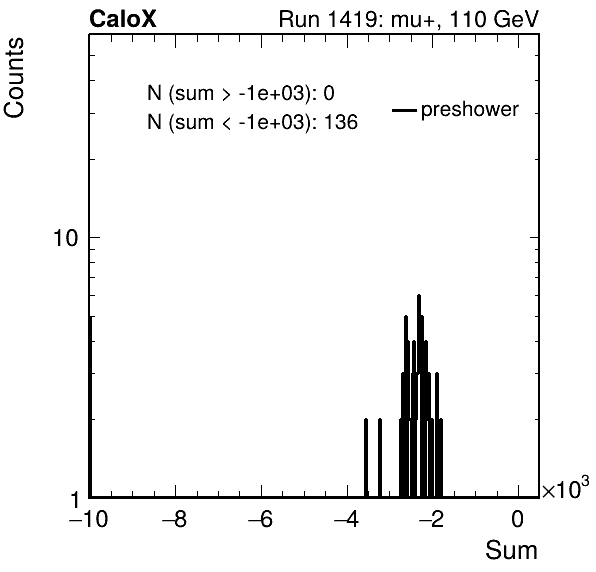 CaloX Run 1419: mu+, 110 GeV
Counts
N (sum > -1e+03): 0
N (sum < -1e+03): 136
preshower
10
1
−10 −8 −6 −4 −2 0 ×10³
Sum